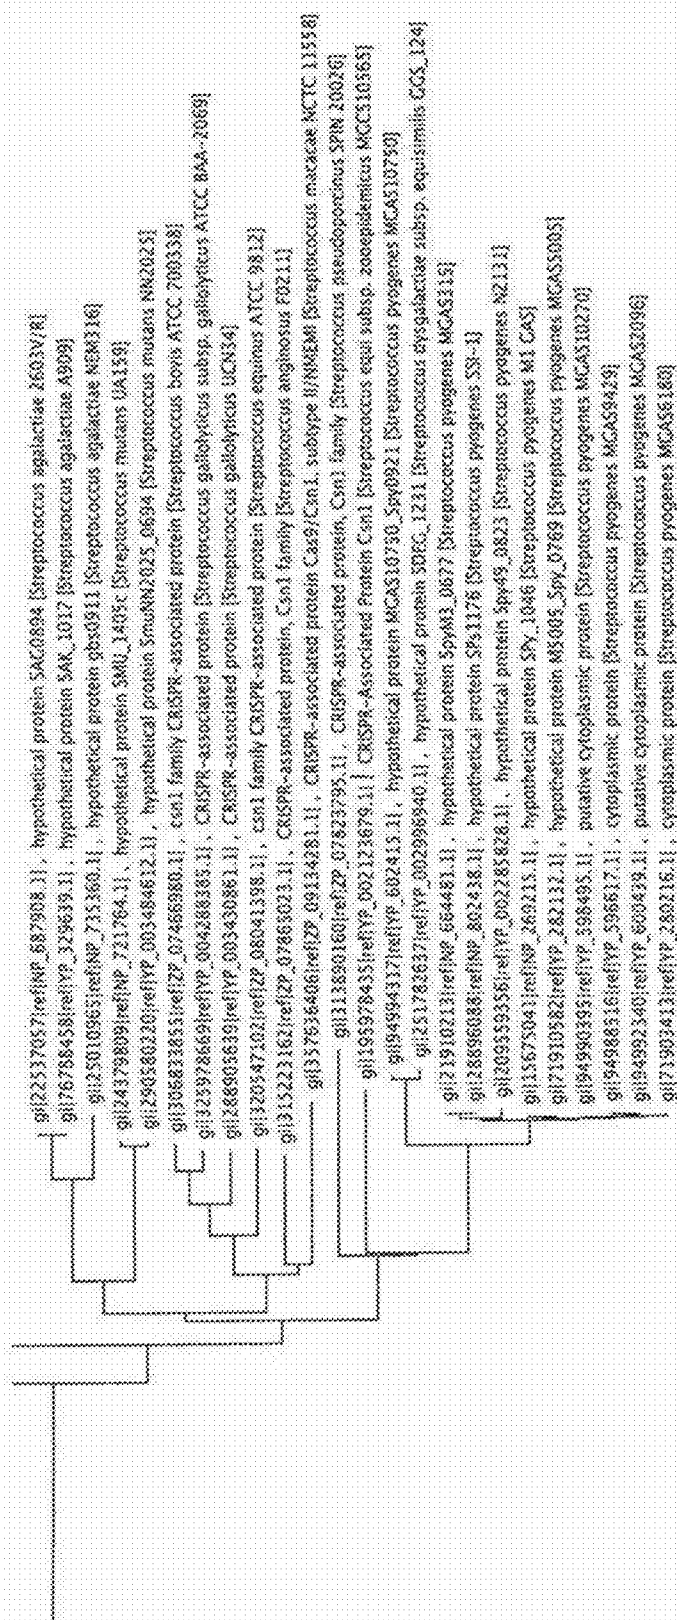 gi|22537057|ref|NP_687908.1| , hypothetical protein SAG0894 [Streptococcus agalactiae 2603V/R]
gi|76788458|ref|YP_329639.1| , hypothetical protein SAK_1017 [Streptococcus agalactiae A909]
gi|25010965|ref|NP_735360.1| , hypothetical protein gbs0911 [Streptococcus agalactiae NEM316]
gi|24379809|ref|NP_721764.1| , hypothetical protein SMU_1405c [Streptococcus mutans UA159]
gi|290580220|ref|YP_003484612.1| , hypothetical protein SmuNN2025_0694 [Streptococcus mutans NN2025]
gi|306833855|ref|ZP_07466980.1| , csn1 family CRISPR-associated protein [Streptococcus bovis ATCC 700338]
gi|325978669|ref|YP_004288385.1| , CRISPR-associated protein [Streptococcus gallolyticus subsp. gallolyticus ATCC BAA-2069]
gi|288905639|ref|YP_003430861.1| , CRISPR-associated protein [Streptococcus gallolyticus UCN34]
gi|320547102|ref|ZP_08041398.1| , csn1 family CRISPR-associated protein [Streptococcus equinus ATCC 9812]
gi|315223162|ref|ZP_07865023.1| , CRISPR-associated protein, Csn1 family [Streptococcus anginosus F0211]
gi|357636406|ref|ZP_09134281.1| , CRISPR-associated protein Cas9/Csn1, subtype II/NMEMI [Streptococcus macacae NCTC 11558]
gi|313890160|ref|ZP_07823795.1| , CRISPR-associated protein, Csn1 family [Streptococcus pseudoporcinus SPIN 20026]
gi|195978435|ref|YP_002123679.1| CRISPR-Associated Protein Csn1 [Streptococcus equi subsp. zooepidemicus MGCS10565]
gi|94994317|ref|YP_602415.1| , hypothetical protein MGAS10750_Spy0921 [Streptococcus pyogenes MGAS10750]
gi|251782637|ref|YP_002996940.1| , hypothetical protein SDEG_1231 [Streptococcus dysgalactiae subsp. equisimilis GGS_124]
gi|21910213|ref|NP_664481.1| , hypothetical protein SpyM3_0677 [Streptococcus pyogenes MGAS315]
gi|28896088|ref|NP_802438.1| , hypothetical protein SPs1176 [Streptococcus pyogenes SSI-1]
gi|209559356|ref|YP_002285828.1| , hypothetical protein Spy49_0823 [Streptococcus pyogenes NZ131]
gi|15675041|ref|NP_269215.1| , hypothetical protein SPy_1046 [Streptococcus pyogenes M1 GAS]
gi|71910582|ref|YP_282132.1| , hypothetical protein M5005_Spy_0769 [Streptococcus pyogenes MGAS5005]
gi|94990395|ref|YP_598495.1| , putative cytoplasmic protein [Streptococcus pyogenes MGAS10270]
gi|94988516|ref|YP_596617.1| , cytoplasmic protein [Streptococcus pyogenes MGAS9429]
gi|94992340|ref|YP_600439.1| , putative cytoplasmic protein [Streptococcus pyogenes MGAS2096]
gi|71903413|ref|YP_280216.1| , cytoplasmic protein [Streptococcus pyogenes MGAS6180]